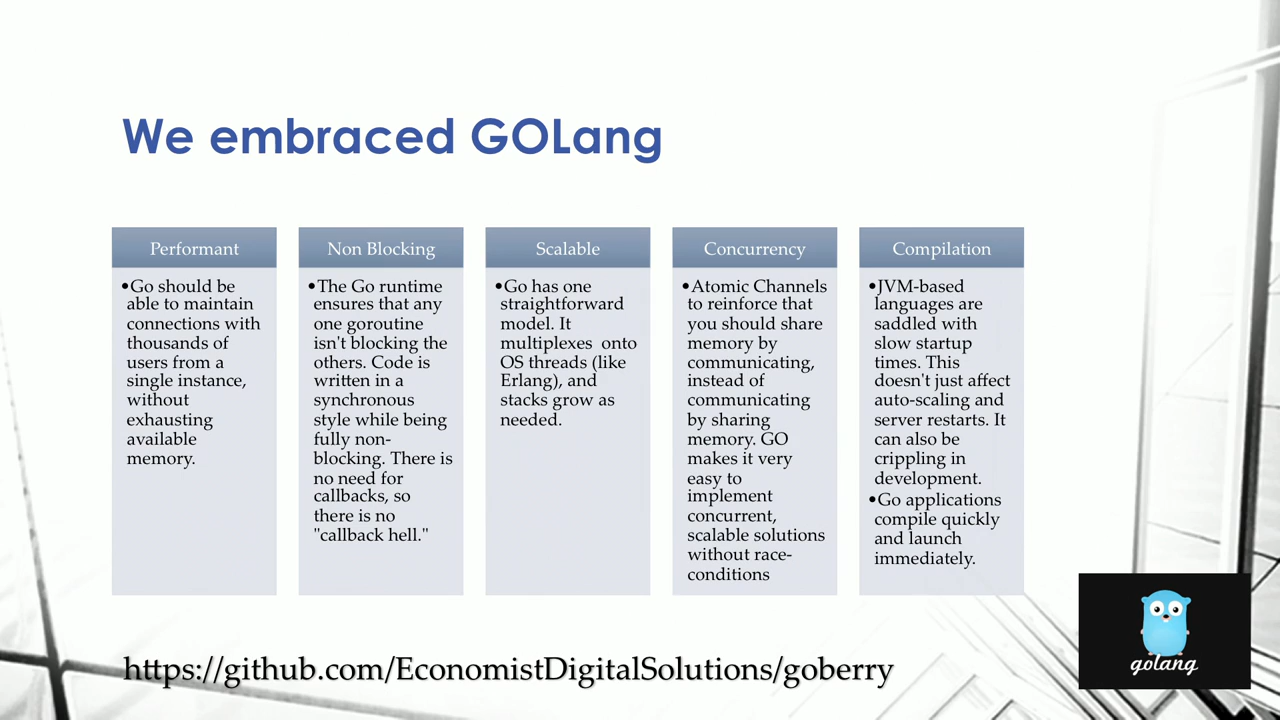 We embraced GOLang
Performant
•Go should be
able to maintain
connections with
thousands of
users from a
single instance,
without
exhausting
available
memory.
Non Blocking
•The Go runtime
ensures that any
one goroutine
isn't blocking the
others. Code is
written in a
synchronous
style while being
fully non-
blocking. There is
no need for
callbacks, so
there is no
"callback hell."
Scalable
•Go has one
straightforward
model. It
multiplexes  onto
OS threads (like
Erlang), and
stacks grow as
needed.
Concurrency
•Atomic Channels
to reinforce that
you should share
memory by
communicating,
instead of
communicating
by sharing
memory. GO
makes it very
easy to
implement
concurrent,
scalable solutions
without race-
conditions
Compilation
•JVM-based
languages are
saddled with
slow startup
times. This
doesn't just affect
auto-scaling and
server restarts. It
can also be
crippling in
development.
•Go applications
compile quickly
and launch
immediately.
https://github.com/EconomistDigitalSolutions/goberry
golang